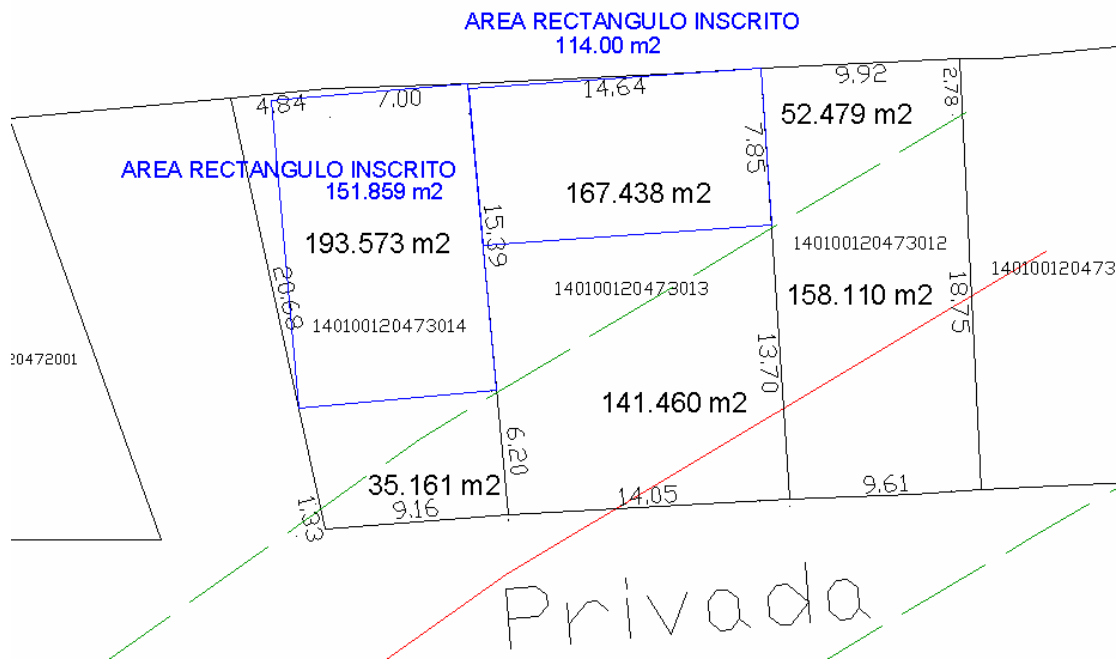 AREA RECTANGULO INSCRITO
114.00 m2
4,84
7,00
14,64
9,92
2,78
52.479 m2
7,85
AREA RECTANGULO INSCRITO
151.859 m2
167.438 m2
15,39
193.573 m2
140100120473012
140100120473
20,68
140100120473013
158.110 m2
18,75
140100120473014
20472001
13,70
141.460 m2
6,20
35.161 m2
14,05
9,61
1,33
9,16
Privada